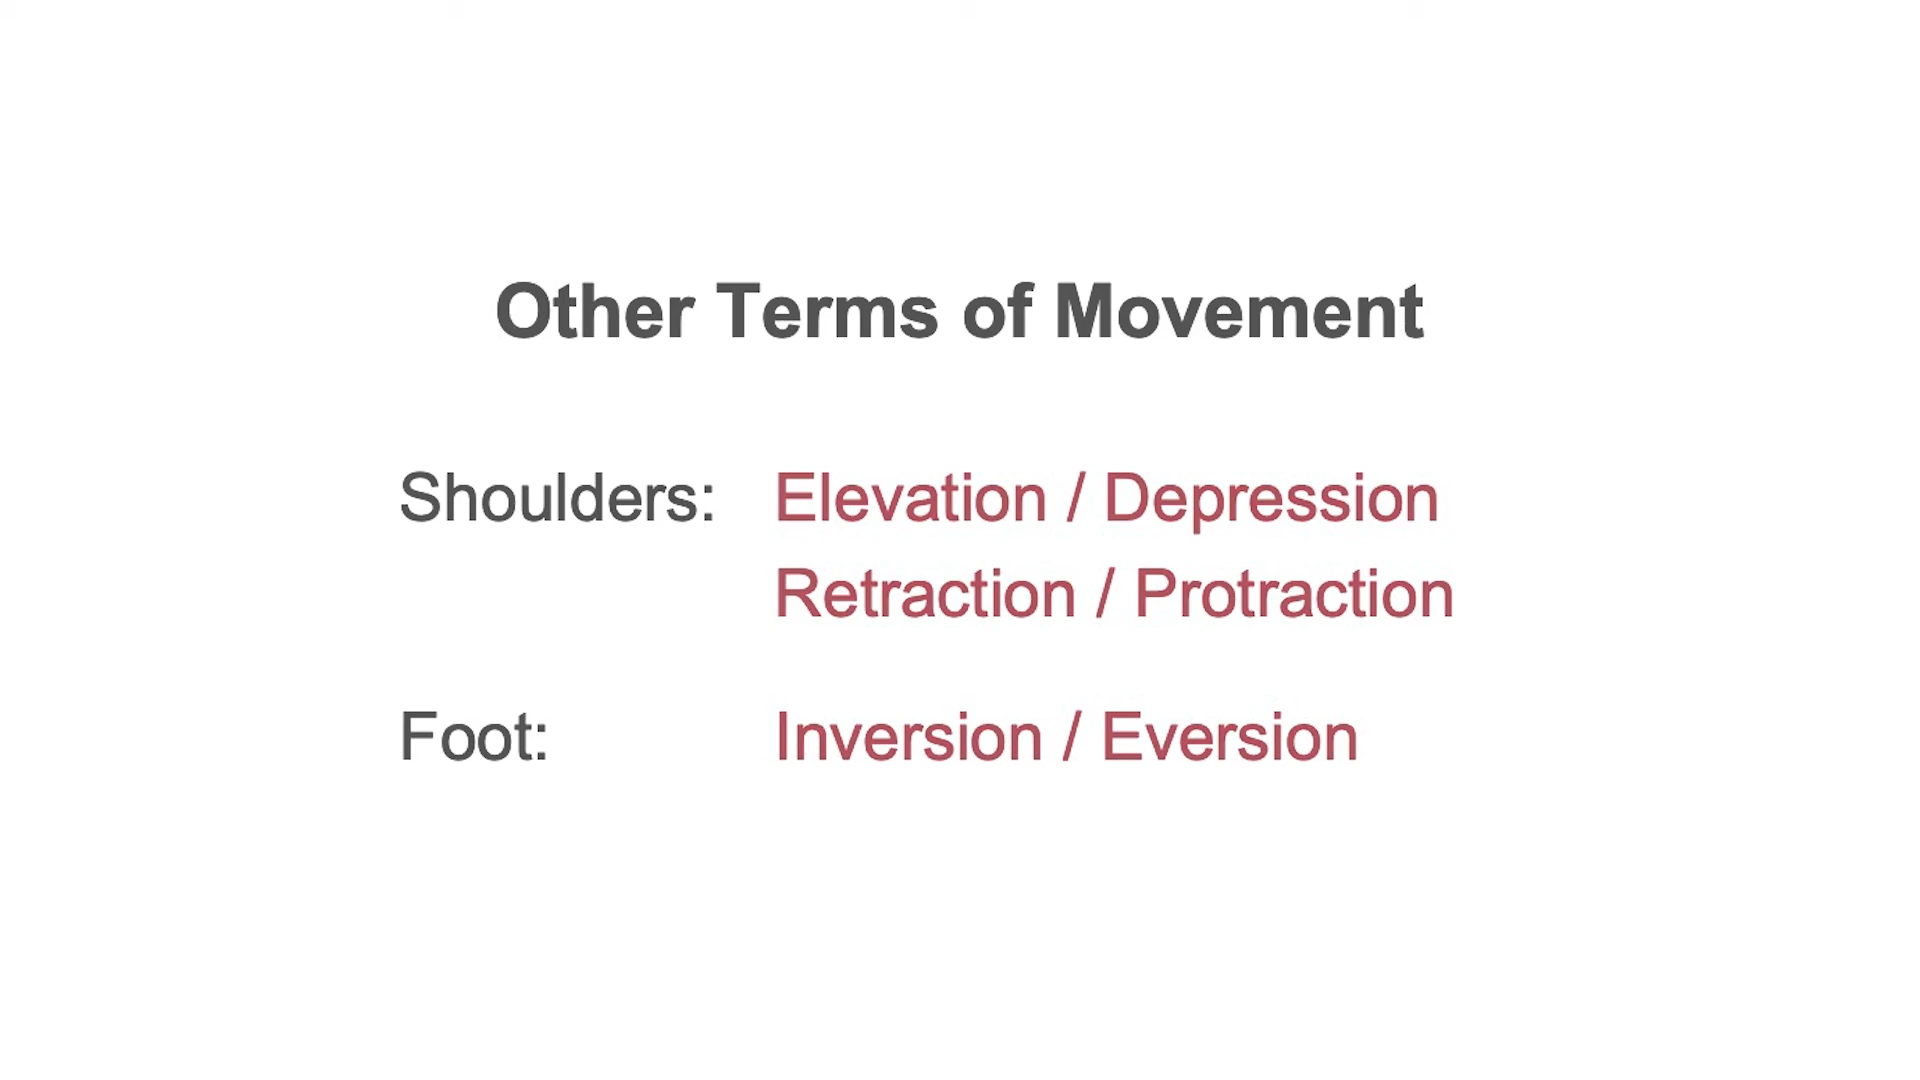 Other Terms of Movement
Shoulders: Elevation / Depression
Retraction / Protraction
Foot: Inversion / Eversion